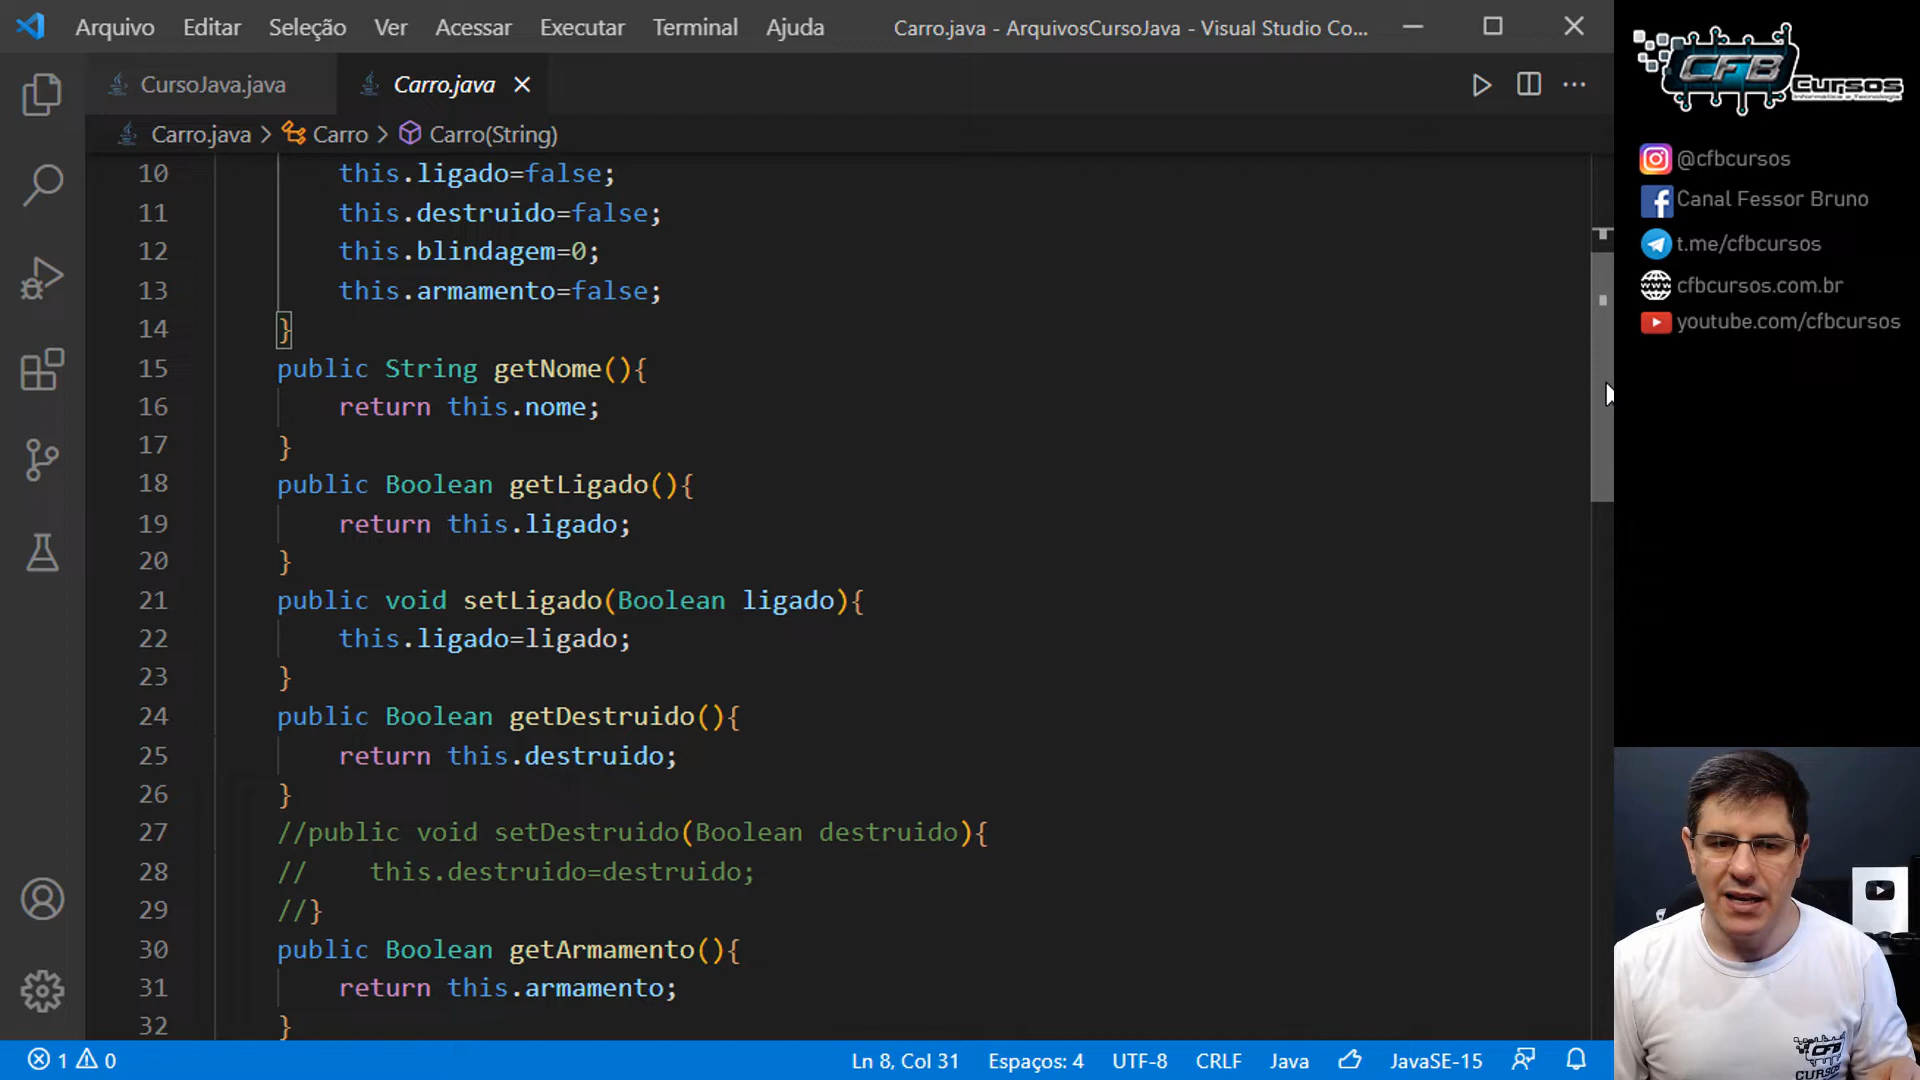 Arquivo Editar Seleção Ver Acessar Executar Terminal Ajuda Carro.java - ArquivosCursoJava - Visual Studio Co...
CursoJava.java Carro.java
Carro.java > Carro > Carro(String)
10 this.ligado=false;
11 this.destruido=false;
12 this.blindagem=0;
13 this.armamento=false;
14 }
15 public String getNome(){
16 return this.nome;
17 }
18 public Boolean getLigado(){
19 return this.ligado;
20 }
21 public void setLigado(Boolean ligado){
22 this.ligado=ligado;
23 }
24 public Boolean getDestruido(){
25 return this.destruido;
26 }
27 //public void setDestruido(Boolean destruido){
28 //    this.destruido=destruido;
29 //}
30 public Boolean getArmamento(){
31 return this.armamento;
32 }
1 0 Ln 8, Col 31 Espaços: 4 UTF-8 CRLF Java JavaSE-15
CFB Cursos
Informática e Tecnologia
@cfbcursos
Canal Fessor Bruno
t.me/cfbcursos
cfbcursos.com.br
youtube.com/cfbcursos
CFB
CURSOS